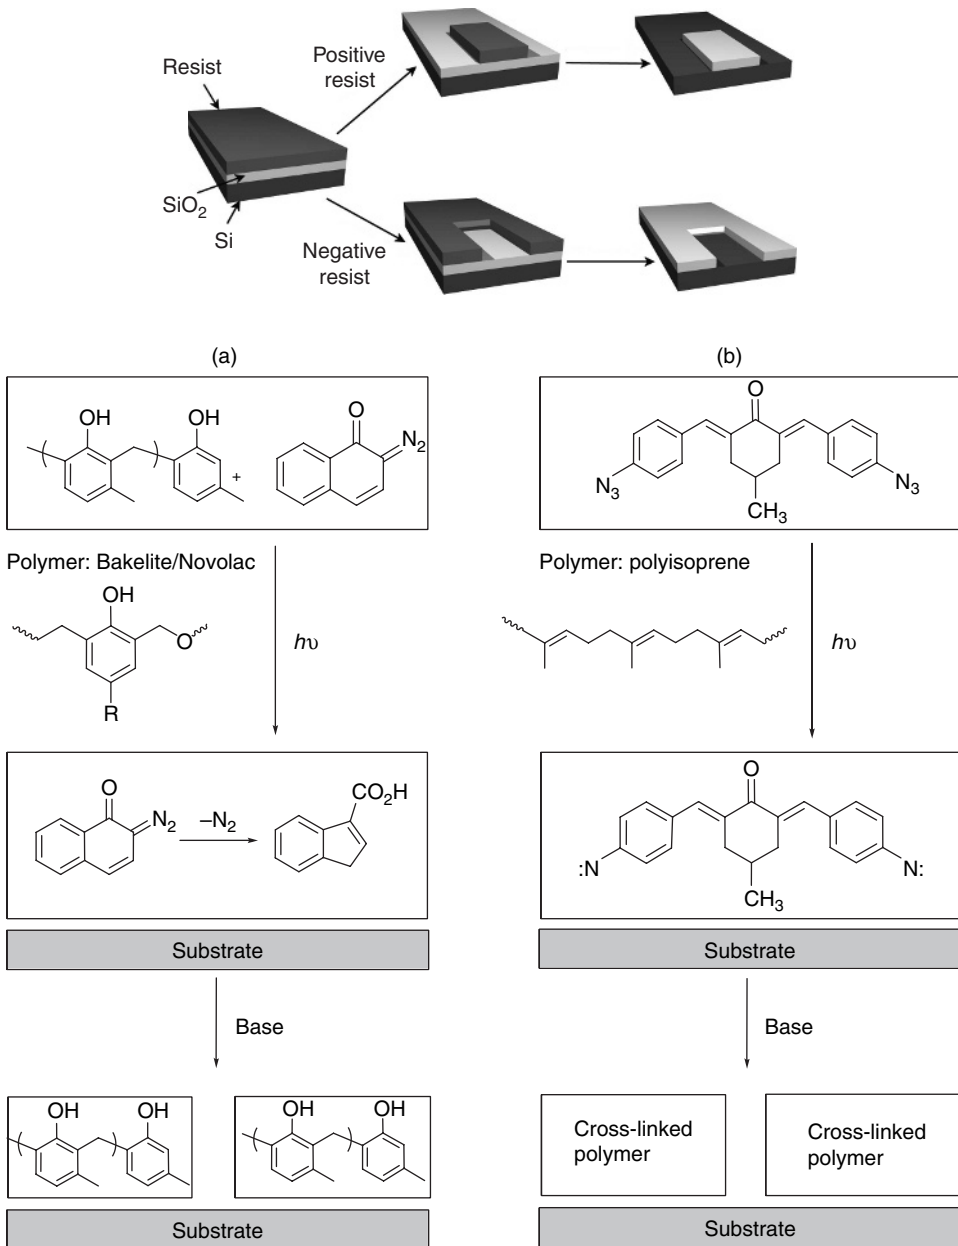 Resist
Positive
resist
SiO2
Si
Negative
resist
(a)
OH
OH
+
O
N2
Polymer: Bakelite/Novolac
OH
O
R
hυ
O
N2
–N2
CO2H
Substrate
Base
OH
OH
OH
OH
Substrate
(b)
O
N3
N3
CH3
Polymer: polyisoprene
hυ
O
:N
N:
CH3
Substrate
Base
Cross-linked
polymer
Cross-linked
polymer
Substrate